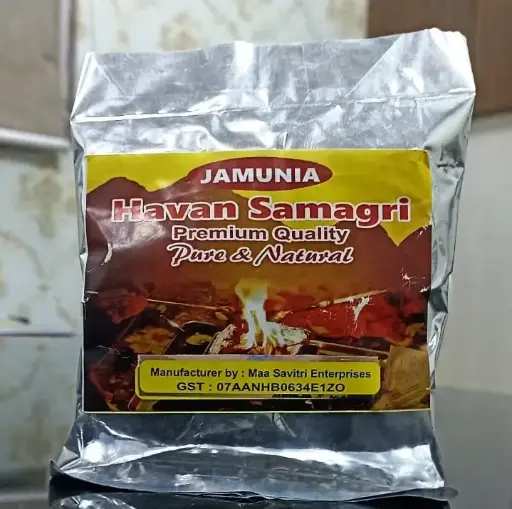 JAMUNIA
Havan Samagri
Premium Quality
Pure & Natural
Manufacturer by : Maa Savitri Enterprises
GST : 07AANHB0634E1ZO